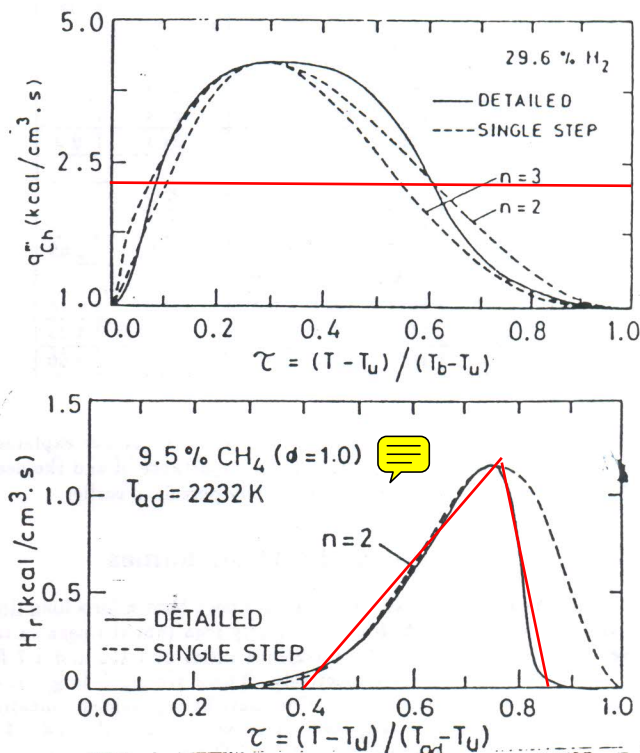 5.0
29.6 % H2
DETAILED
SINGLE STEP
q'''Ch (kcal/cm3.s)
2.5
n=3
n=2
1.0
0.0 0.2 0.4 0.6 0.8 1.0
τ = (T-Tu)/(Tb-Tu)
1.5
9.5% CH4 (ϕ=1.0)
Tad = 2232K
Hr (kcal/cm3.s)
1.0
n=2
0.5
DETAILED
SINGLE STEP
0
0 0.2 0.4 0.6 0.8 1.0
τ = (T-Tu)/(Tad-Tu)